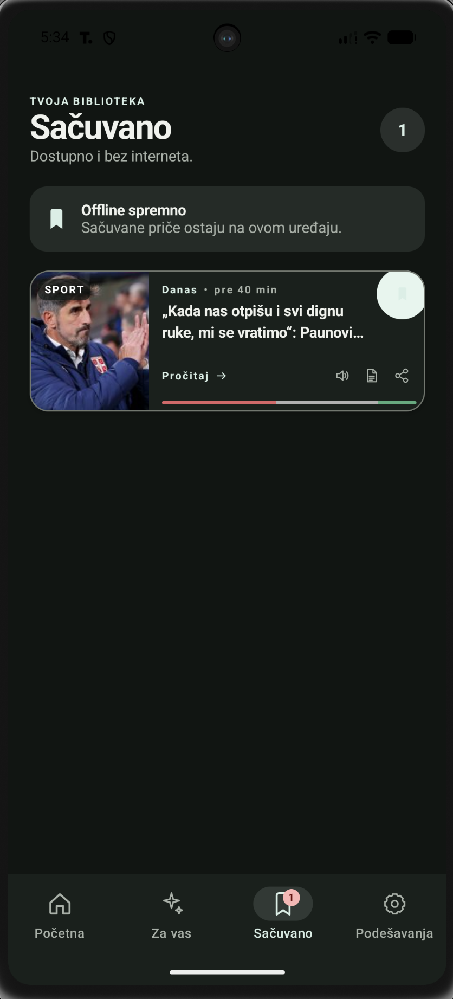 5:34 T.
TVOJA BIBLIOTEKA
Sačuvano
1
Dostupno i bez interneta.
Offline spremno
Sačuvane priče ostaju na ovom uređaju.
SPORT
Danas • pre 40 min
„Kada nas otpišu i svi dignu
ruke, mi se vratimo“: Paunovi...
Pročitaj →
1
Početna
Za vas
Sačuvano
Podešavanja